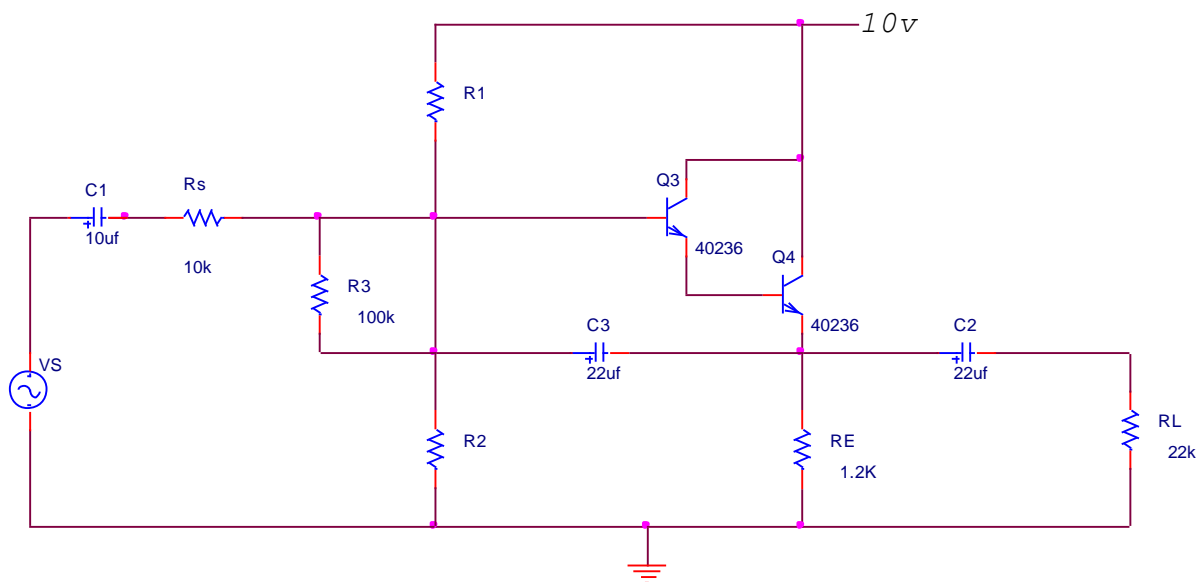 10v
R1
Q3
C1
Rs
10uf
10k
40236
Q4
R3
100k
C3
40236
C2
VS
22uf
22uf
R2
RE
1.2K
RL
22k